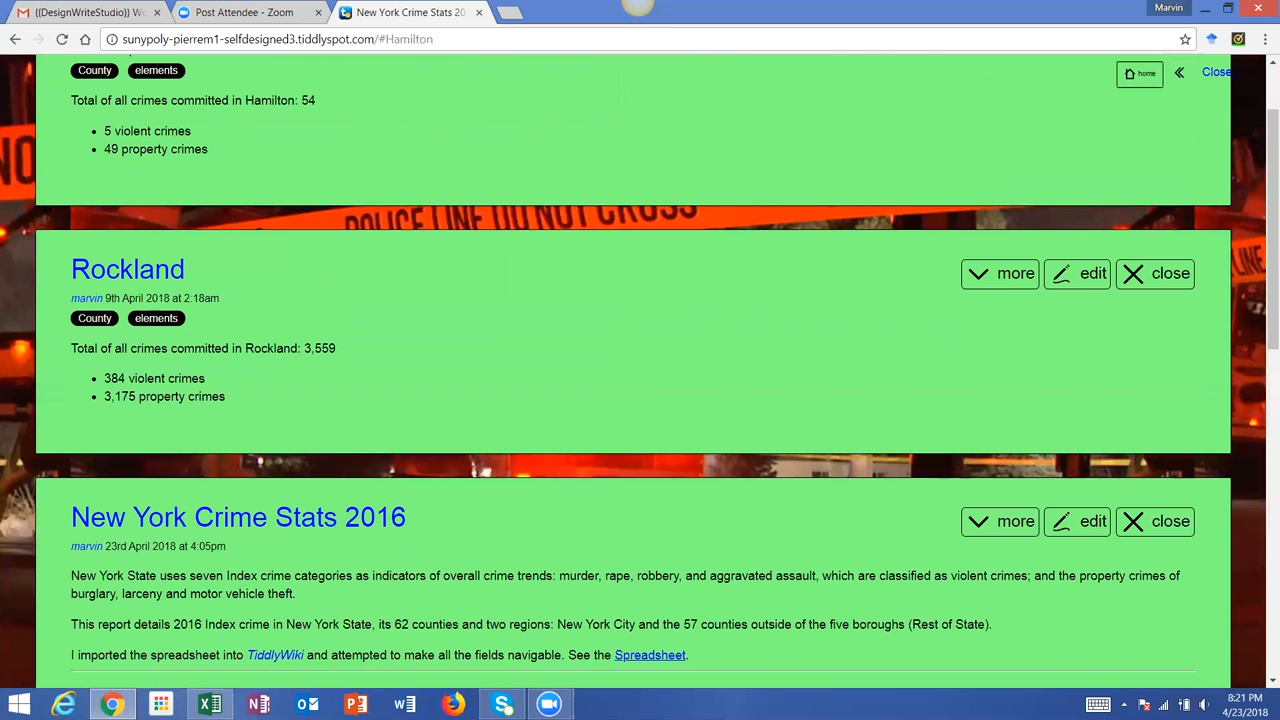 {{DesignWriteStudio}} Wo
Post Attendee - Zoom
New York Crime Stats 20
Marvin
sunypoly-pierrem1-selfdesigned3.tiddlyspot.com/#Hamilton
County elements
home
Close
Total of all crimes committed in Hamilton: 54
5 violent crimes
49 property crimes
POLICE LINE DO NOT CROSS
Rockland
more edit close
marvin 9th April 2018 at 2:18am
County elements
Total of all crimes committed in Rockland: 3,559
384 violent crimes
3,175 property crimes
New York Crime Stats 2016
more edit close
marvin 23rd April 2018 at 4:05pm
New York State uses seven Index crime categories as indicators of overall crime trends: murder, rape, robbery, and aggravated assault, which are classified as violent crimes; and the property crimes of
burglary, larceny and motor vehicle theft.
This report details 2016 Index crime in New York State, its 62 counties and two regions: New York City and the 57 counties outside of the five boroughs (Rest of State).
I imported the spreadsheet into TiddlyWiki and attempted to make all the fields navigable. See the Spreadsheet.
8:21 PM
4/23/2018